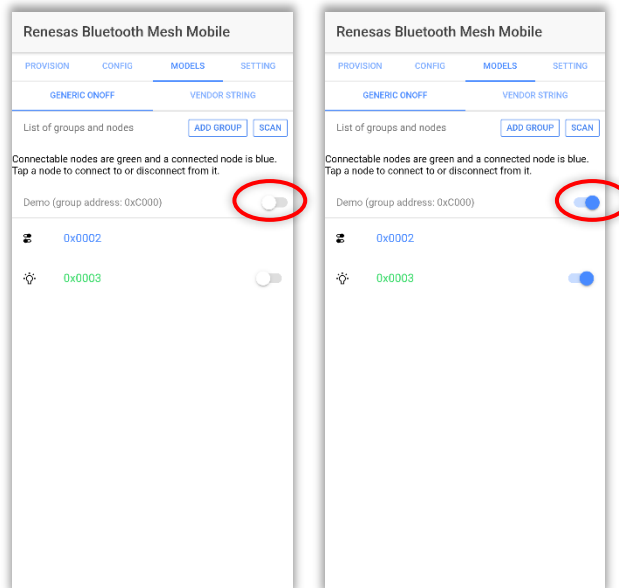 Renesas Bluetooth Mesh Mobile
PROVISION CONFIG MODELS SETTING
GENERIC ONOFF VENDOR STRING
List of groups and nodes ADD GROUP SCAN
Connectable nodes are green and a connected node is blue.
Tap a node to connect to or disconnect from it.
Demo (group address: 0xC000)
0x0002
0x0003
Renesas Bluetooth Mesh Mobile
PROVISION CONFIG MODELS SETTING
GENERIC ONOFF VENDOR STRING
List of groups and nodes ADD GROUP SCAN
Connectable nodes are green and a connected node is blue.
Tap a node to connect to or disconnect from it.
Demo (group address: 0xC000)
0x0002
0x0003